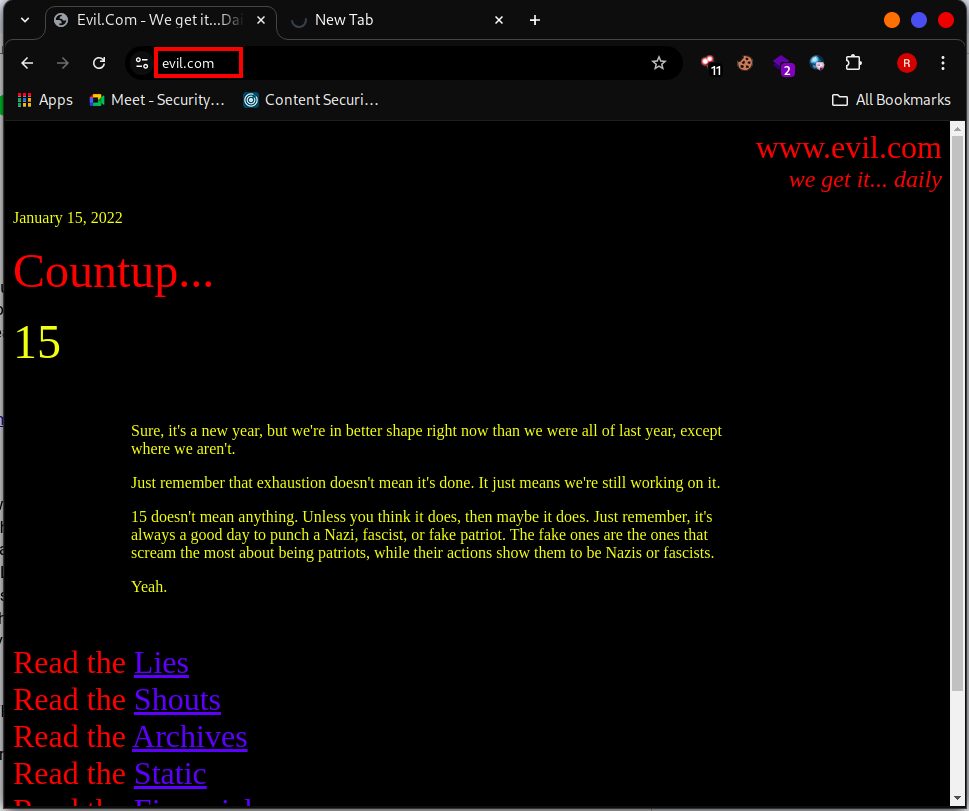 Evil.Com - We get it...Dai
New Tab
evil.com
11
2
R
Apps
Meet - Security...
Content Securi...
All Bookmarks
www.evil.com
we get it... daily
January 15, 2022
Countup...
15
Sure, it's a new year, but we're in better shape right now than we were all of last year, except
where we aren't.
Just remember that exhaustion doesn't mean it's done. It just means we're still working on it.
15 doesn't mean anything. Unless you think it does, then maybe it does. Just remember, it's
always a good day to punch a Nazi, fascist, or fake patriot. The fake ones are the ones that
scream the most about being patriots, while their actions show them to be Nazis or fascists.
Yeah.
Read the Lies
Read the Shouts
Read the Archives
Read the Static
Read the Financial